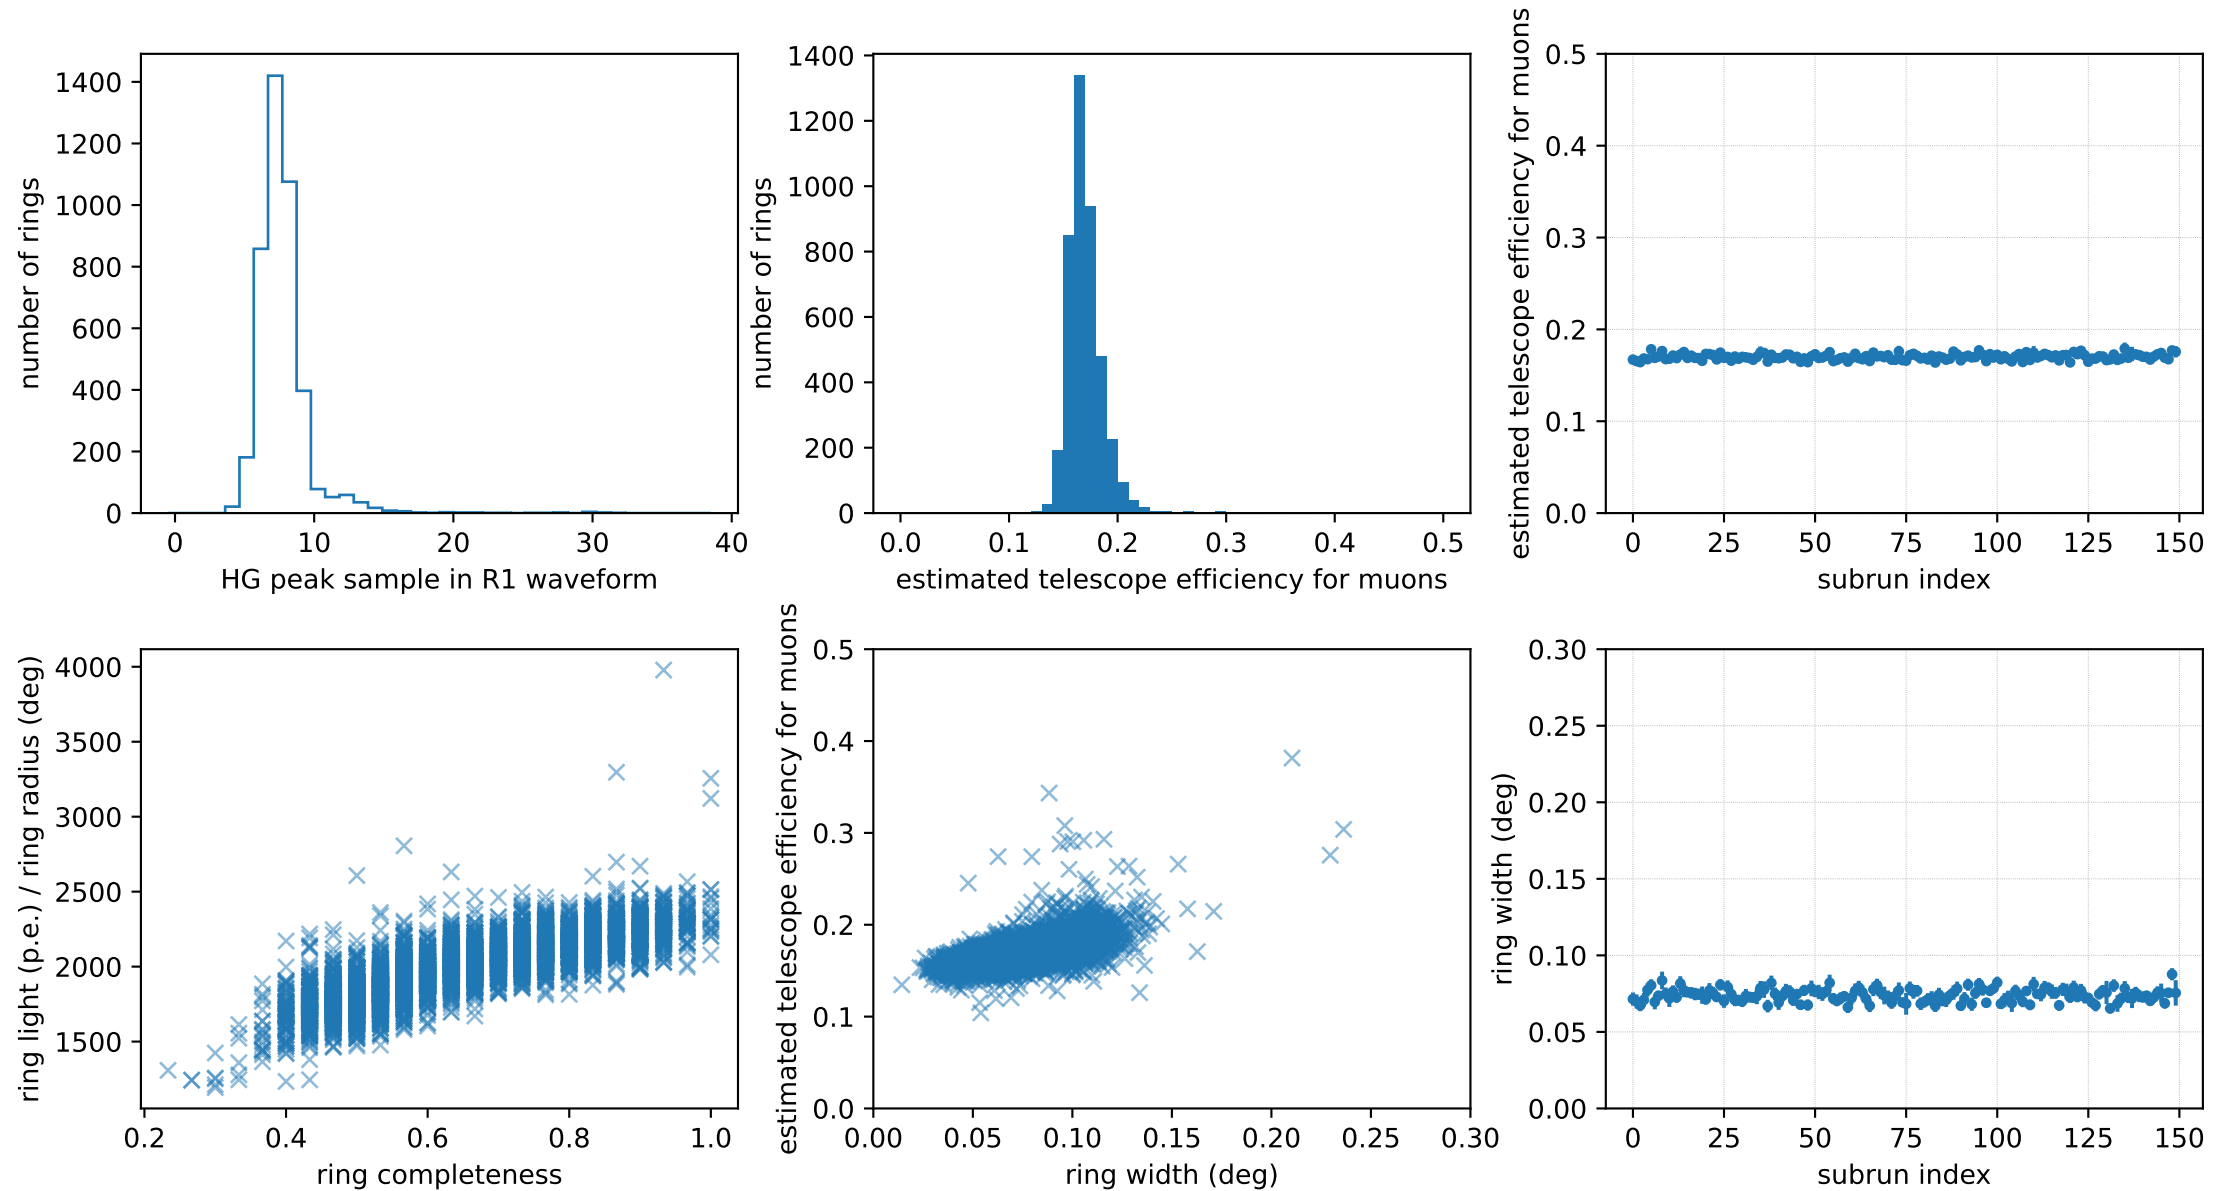 number of rings
1400
1200
1000
800
600
400
200
0
0 10 20 30 40
HG peak sample in R1 waveform
number of rings
1400
1200
1000
800
600
400
200
0
0.0 0.1 0.2 0.3 0.4 0.5
estimated telescope efficiency for muons
estimated telescope efficiency for muons
0.5
0.4
0.3
0.2
0.1
0.0
0 25 50 75 100 125 150
subrun index
ring light (p.e.) / ring radius (deg)
4000
3500
3000
2500
2000
1500
0.2 0.4 0.6 0.8 1.0
ring completeness
estimated telescope efficiency for muons
0.5
0.4
0.3
0.2
0.1
0.0
0.00 0.05 0.10 0.15 0.20 0.25 0.30
ring width (deg)
ring width (deg)
0.30
0.25
0.20
0.15
0.10
0.05
0.00
0 25 50 75 100 125 150
subrun index